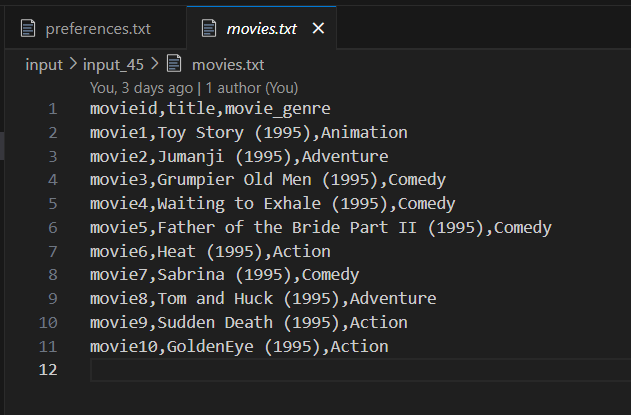 preferences.txt movies.txt ×
input > input_45 > movies.txt
You, 3 days ago | 1 author (You)
1 movieid,title,movie_genre
2 movie1,Toy Story (1995),Animation
3 movie2,Jumanji (1995),Adventure
4 movie3,Grumpier Old Men (1995),Comedy
5 movie4,Waiting to Exhale (1995),Comedy
6 movie5,Father of the Bride Part II (1995),Comedy
7 movie6,Heat (1995),Action
8 movie7,Sabrina (1995),Comedy
9 movie8,Tom and Huck (1995),Adventure
10 movie9,Sudden Death (1995),Action
11 movie10,GoldenEye (1995),Action
12